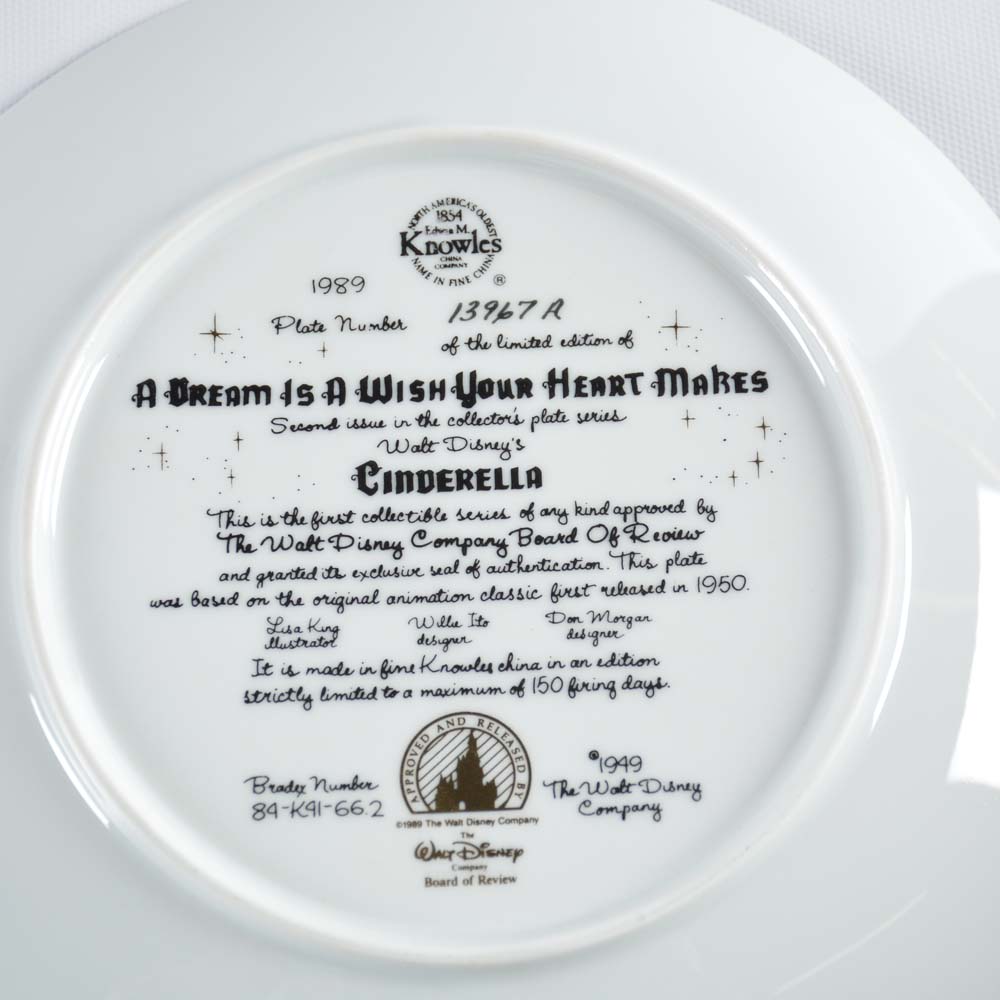 NORTH AMERICA'S OLDEST
1854
Edwin M.
Knowles
CHINA
COMPANY
NAME IN FINE CHINA
®
1989
Plate Number 13967 A
of the limited edition of
A DREAM IS A WISH YOUR HEART MAKES
Second issue in the collector's plate series
Walt Disney's
CINDERELLA
This is the first collectible series of any kind approved by
The Walt Disney Company Board Of Review
and granted its exclusive seal of authentication. This plate
was based on the original animation classic first released in 1950.
Lisa King Willie Ito Don Morgan
illustrator designer designer
It is made in fine Knowles china in an edition
strictly limited to a maximum of 150 firing days.
APPROVED AND RELEASED BY
Bradex Number ©1949
84-K41-66.2 The Walt Disney
Company
©1989 The Walt Disney Company
The
Walt Disney
Company
Board of Review